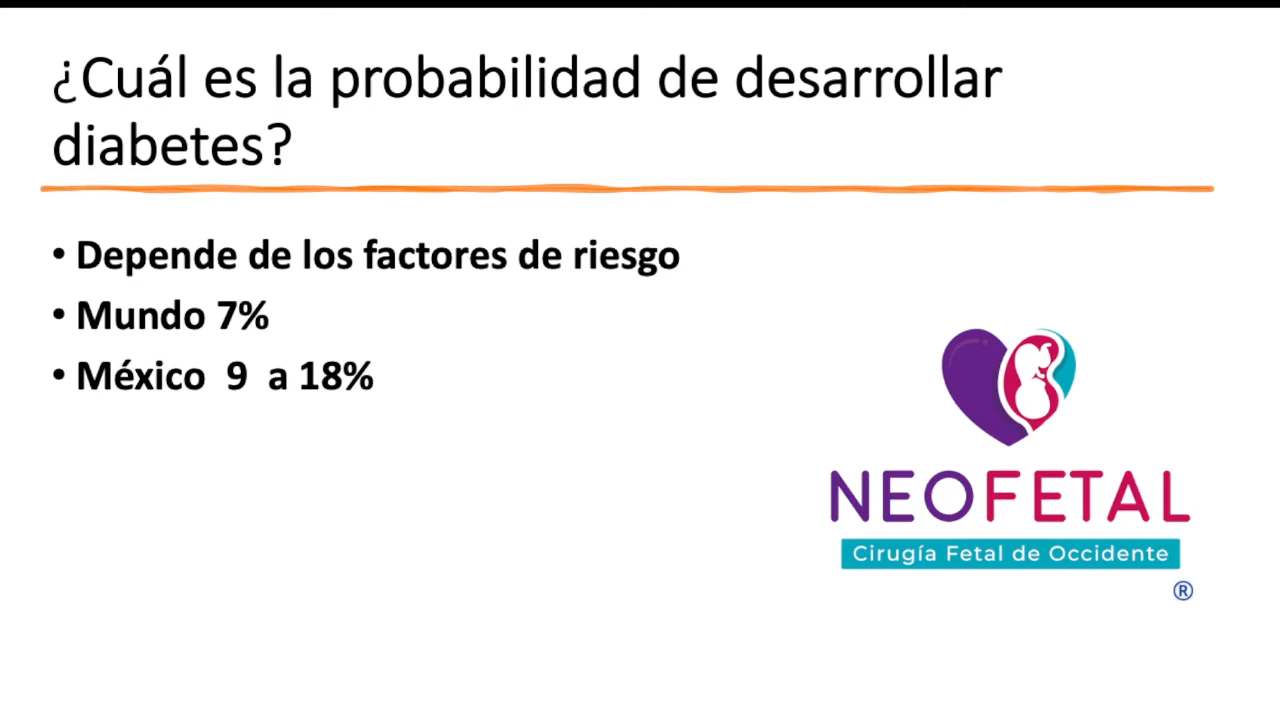 ¿Cuál es la probabilidad de desarrollar
diabetes?
• Depende de los factores de riesgo
• Mundo 7%
• México 9 a 18%
NEOFETAL
Cirugía Fetal de Occidente
®